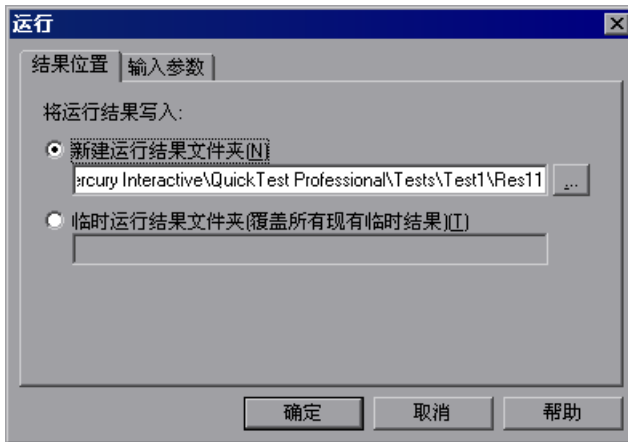 运行
结果位置
输入参数
将运行结果写入:
新建运行结果文件夹(N)
ercury Interactive\QuickTest Professional\Tests\Test1\Res11
...
临时运行结果文件夹(覆盖所有现有临时结果)(T)
确定
取消
帮助